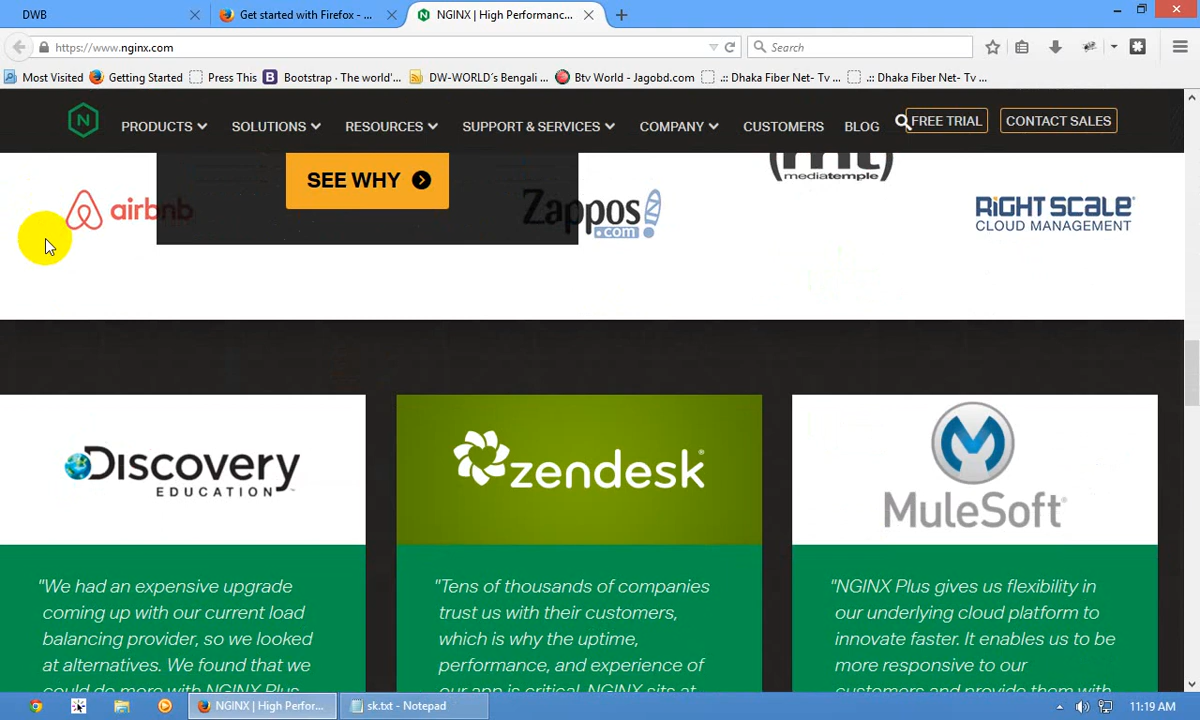 DWB
Get started with Firefox - ...
NGINX | High Performanc...
https://www.nginx.com
Search
Most Visited
Getting Started
Press This
Bootstrap · The world'...
DW-WORLD´s Bengali ...
Btv World - Jagobd.com
.:: Dhaka Fiber Net- Tv ...
.:: Dhaka Fiber Net- Tv ...
N
PRODUCTS
SOLUTIONS
RESOURCES
SUPPORT & SERVICES
COMPANY
CUSTOMERS
BLOG
FREE TRIAL
CONTACT SALES
SEE WHY
mt
mediatemple
airbnb
Zappos
.com
RIGHT SCALE
CLOUD MANAGEMENT
Discovery
EDUCATION
zendesk
MuleSoft
"We had an expensive upgrade
coming up with our current load
balancing provider, so we looked
at alternatives. We found that we
could do more with NGINX Plus
"Tens of thousands of companies
trust us with their customers,
which is why the uptime,
performance, and experience of
our app is critical. NGINX sits at
"NGINX Plus gives us flexibility in
our underlying cloud platform to
innovate faster. It enables us to be
more responsive to our
customers and provide them with
NGINX | High Perfor...
sk.txt - Notepad
11:19 AM